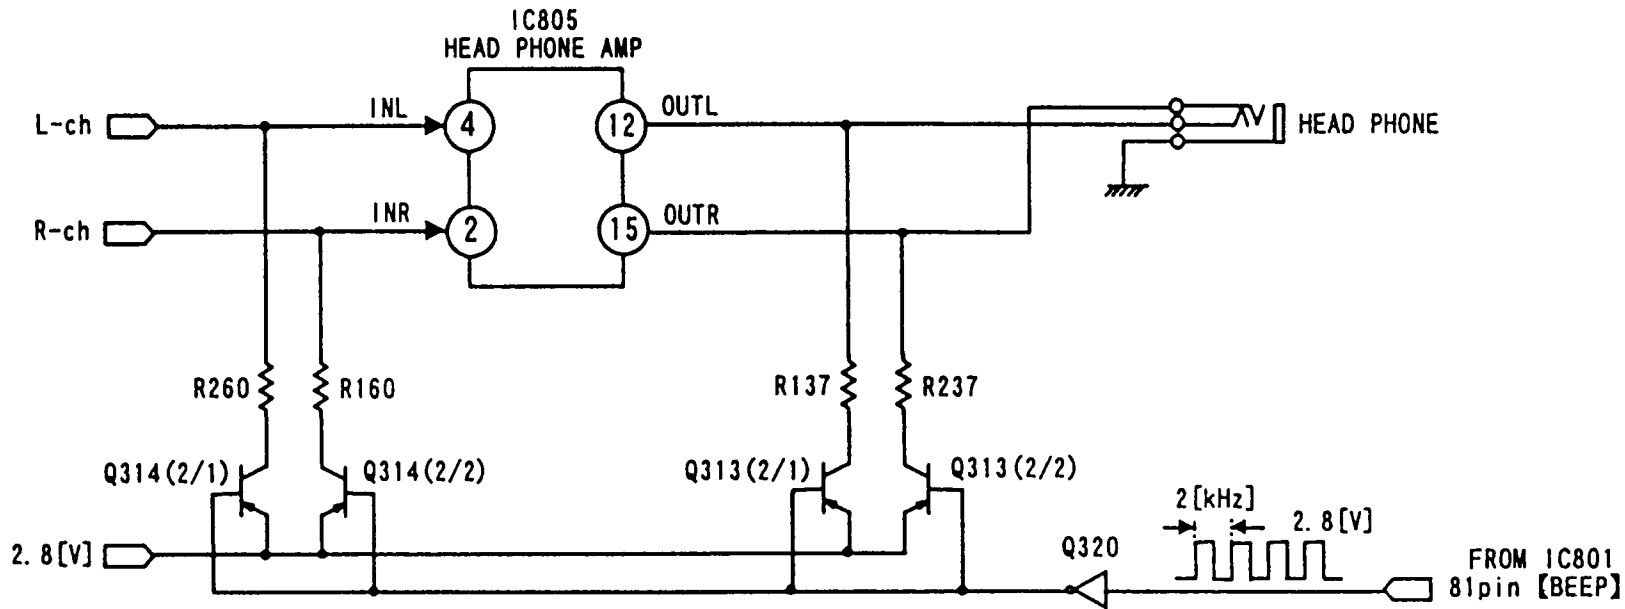 IC805
HEAD PHONE AMP
L-ch
INL
4
12
OUTL
HEAD PHONE
R-ch
INR
2
15
OUTR
R260
R160
R137
R237
Q314(2/1)
Q314(2/2)
Q313(2/1)
Q313(2/2)
2[kHz]
2.8[V]
2.8[V]
Q320
FROM IC801
81pin【BEEP】